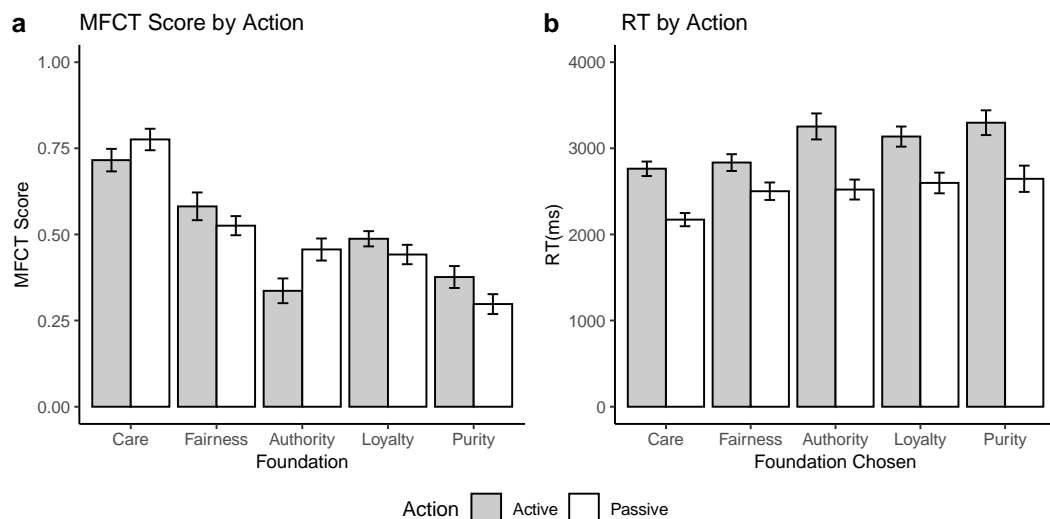 a MFCT Score by Action
1.00
0.75
0.50
0.25
0.00
MFCT Score
Care Fairness Authority Loyalty Purity
Foundation
b RT by Action
4000
3000
2000
1000
0
RT(ms)
Care Fairness Authority Loyalty Purity
Foundation Chosen
Action Active Passive